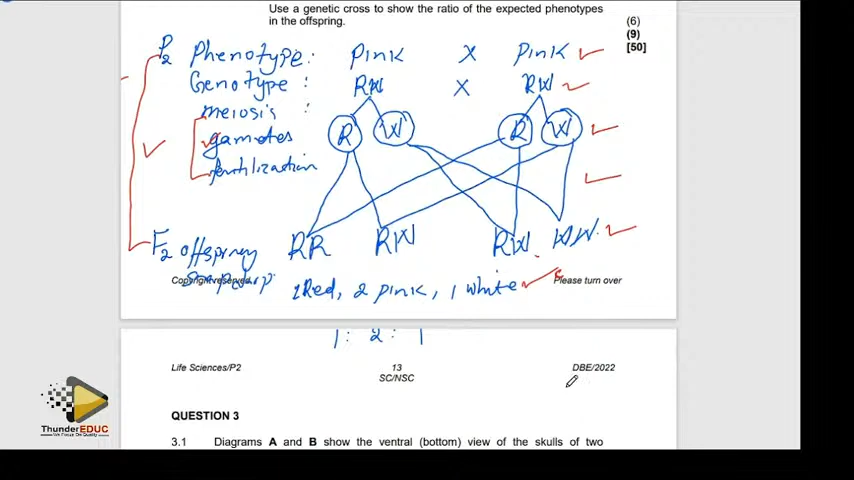 Use a genetic cross to show the ratio of the expected phenotypes
in the offspring.
(6)
(9)
[50]
P2 Phenotype : Pink x Pink
Genotype : RW x RW
meiosis :
gametes R W R W
fertilization
F2 offspring RR RW RW WW
Copyright reserved Please turn over
1Red, 2 pink, 1 white
1 : 2 : 1
Life Sciences/P2 13 DBE/2022
SC/NSC
QUESTION 3
3.1 Diagrams A and B show the ventral (bottom) view of the skulls of two
ThunderEDUC